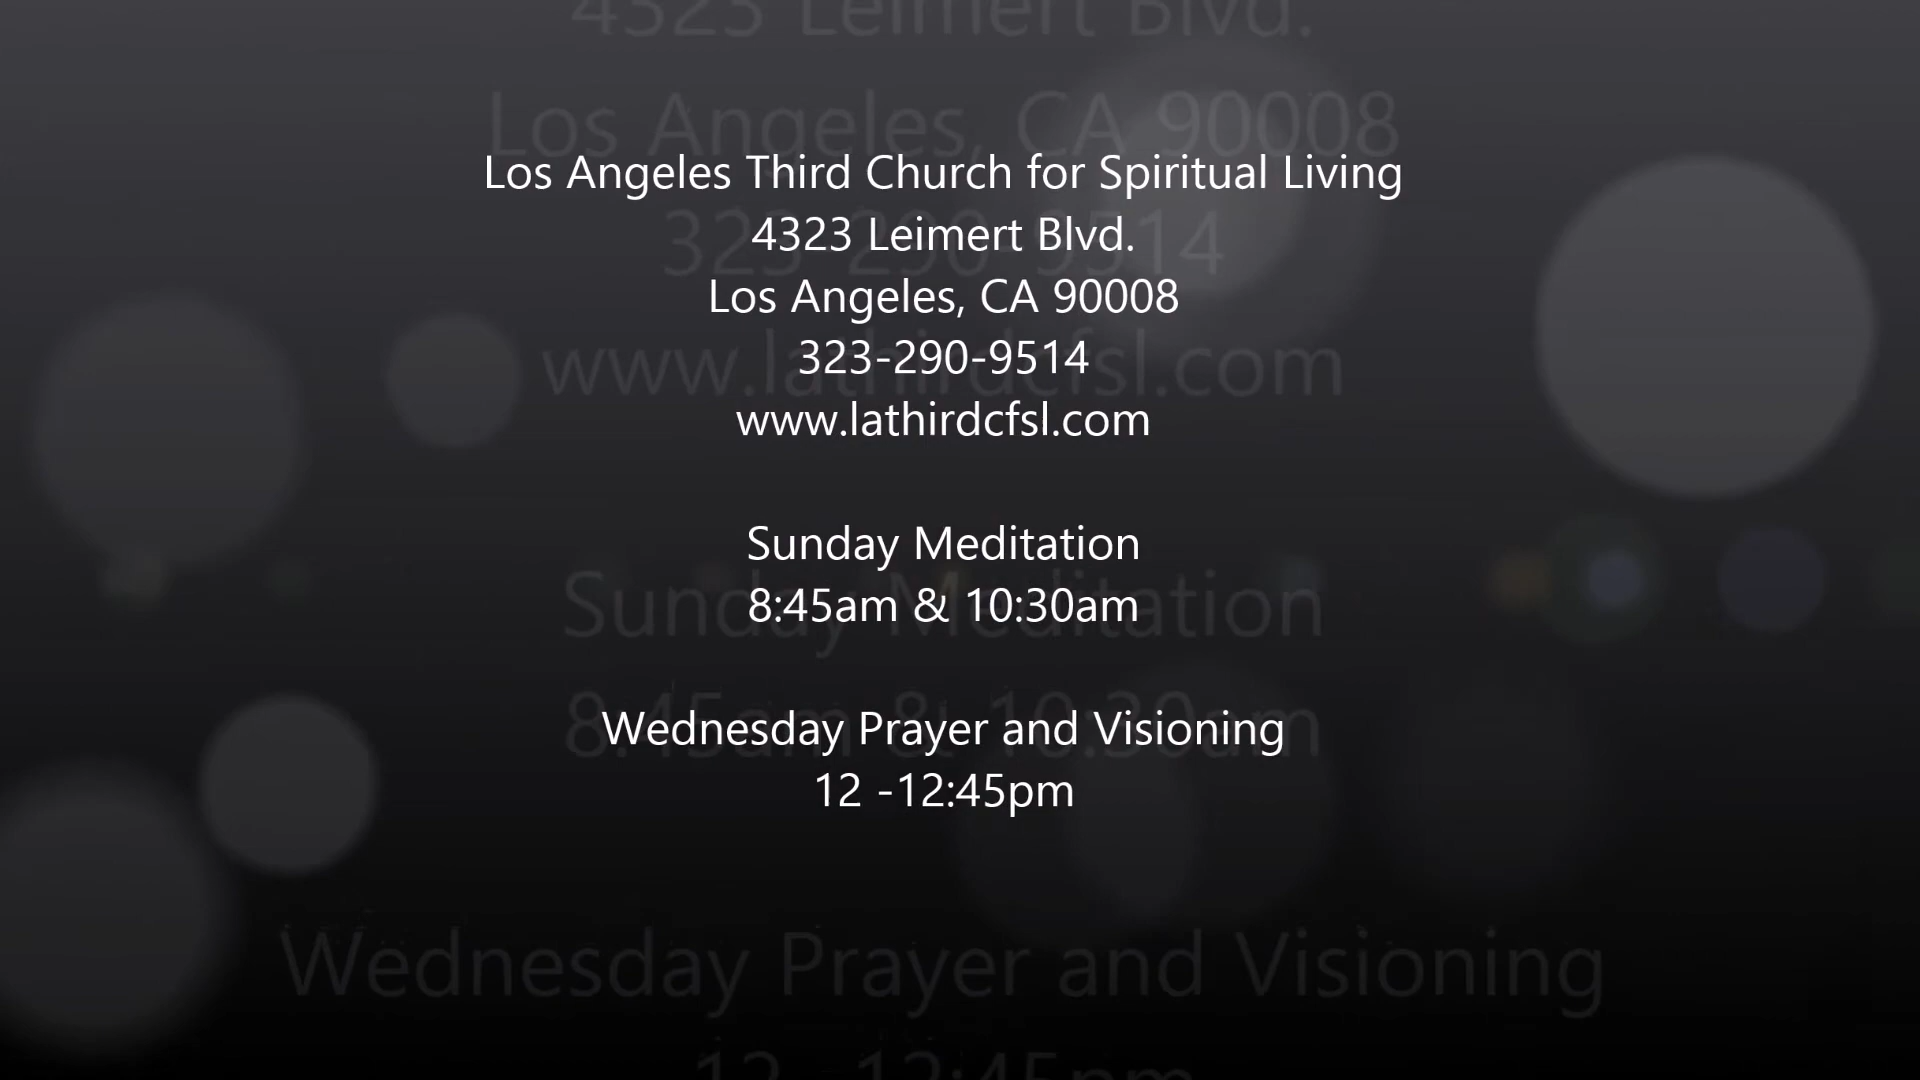 Los Angeles Third Church for Spiritual Living
4323 Leimert Blvd.
Los Angeles, CA 90008
323-290-9514
www.lathirdcfsl.com
Sunday Meditation
8:45am & 10:30am
Wednesday Prayer and Visioning
12 -12:45pm